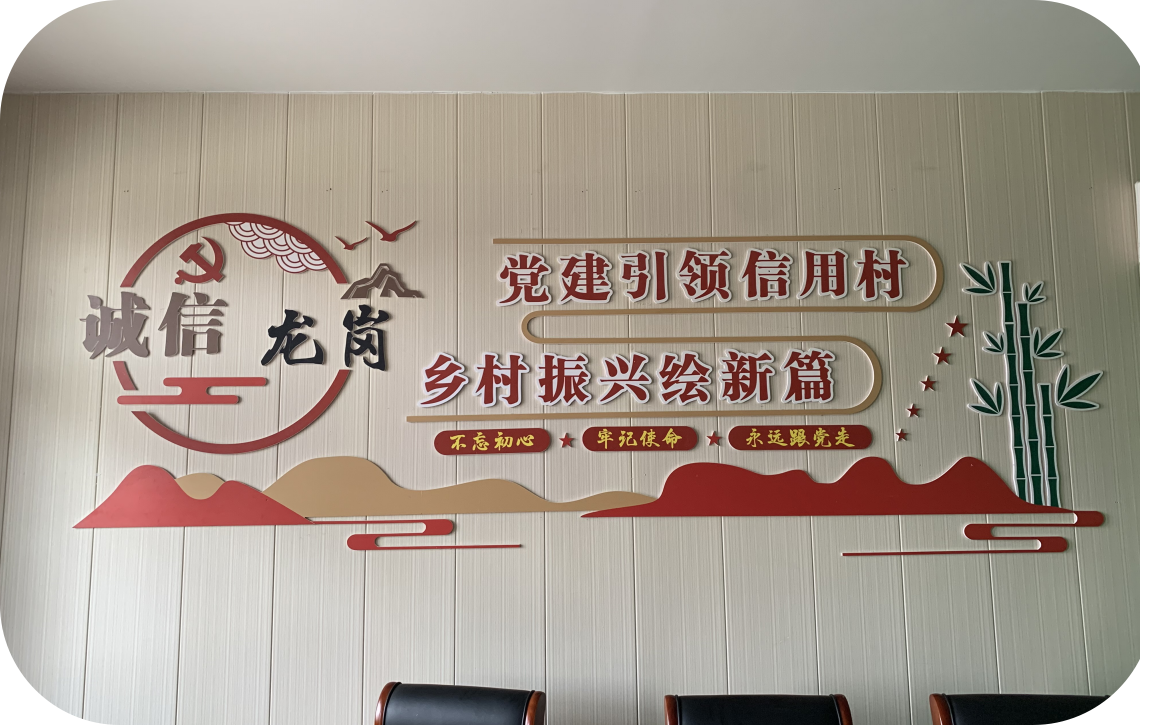 诚信龙岗
党建引领信用村
乡村振兴绘新篇
不忘初心 牢记使命 永远跟党走